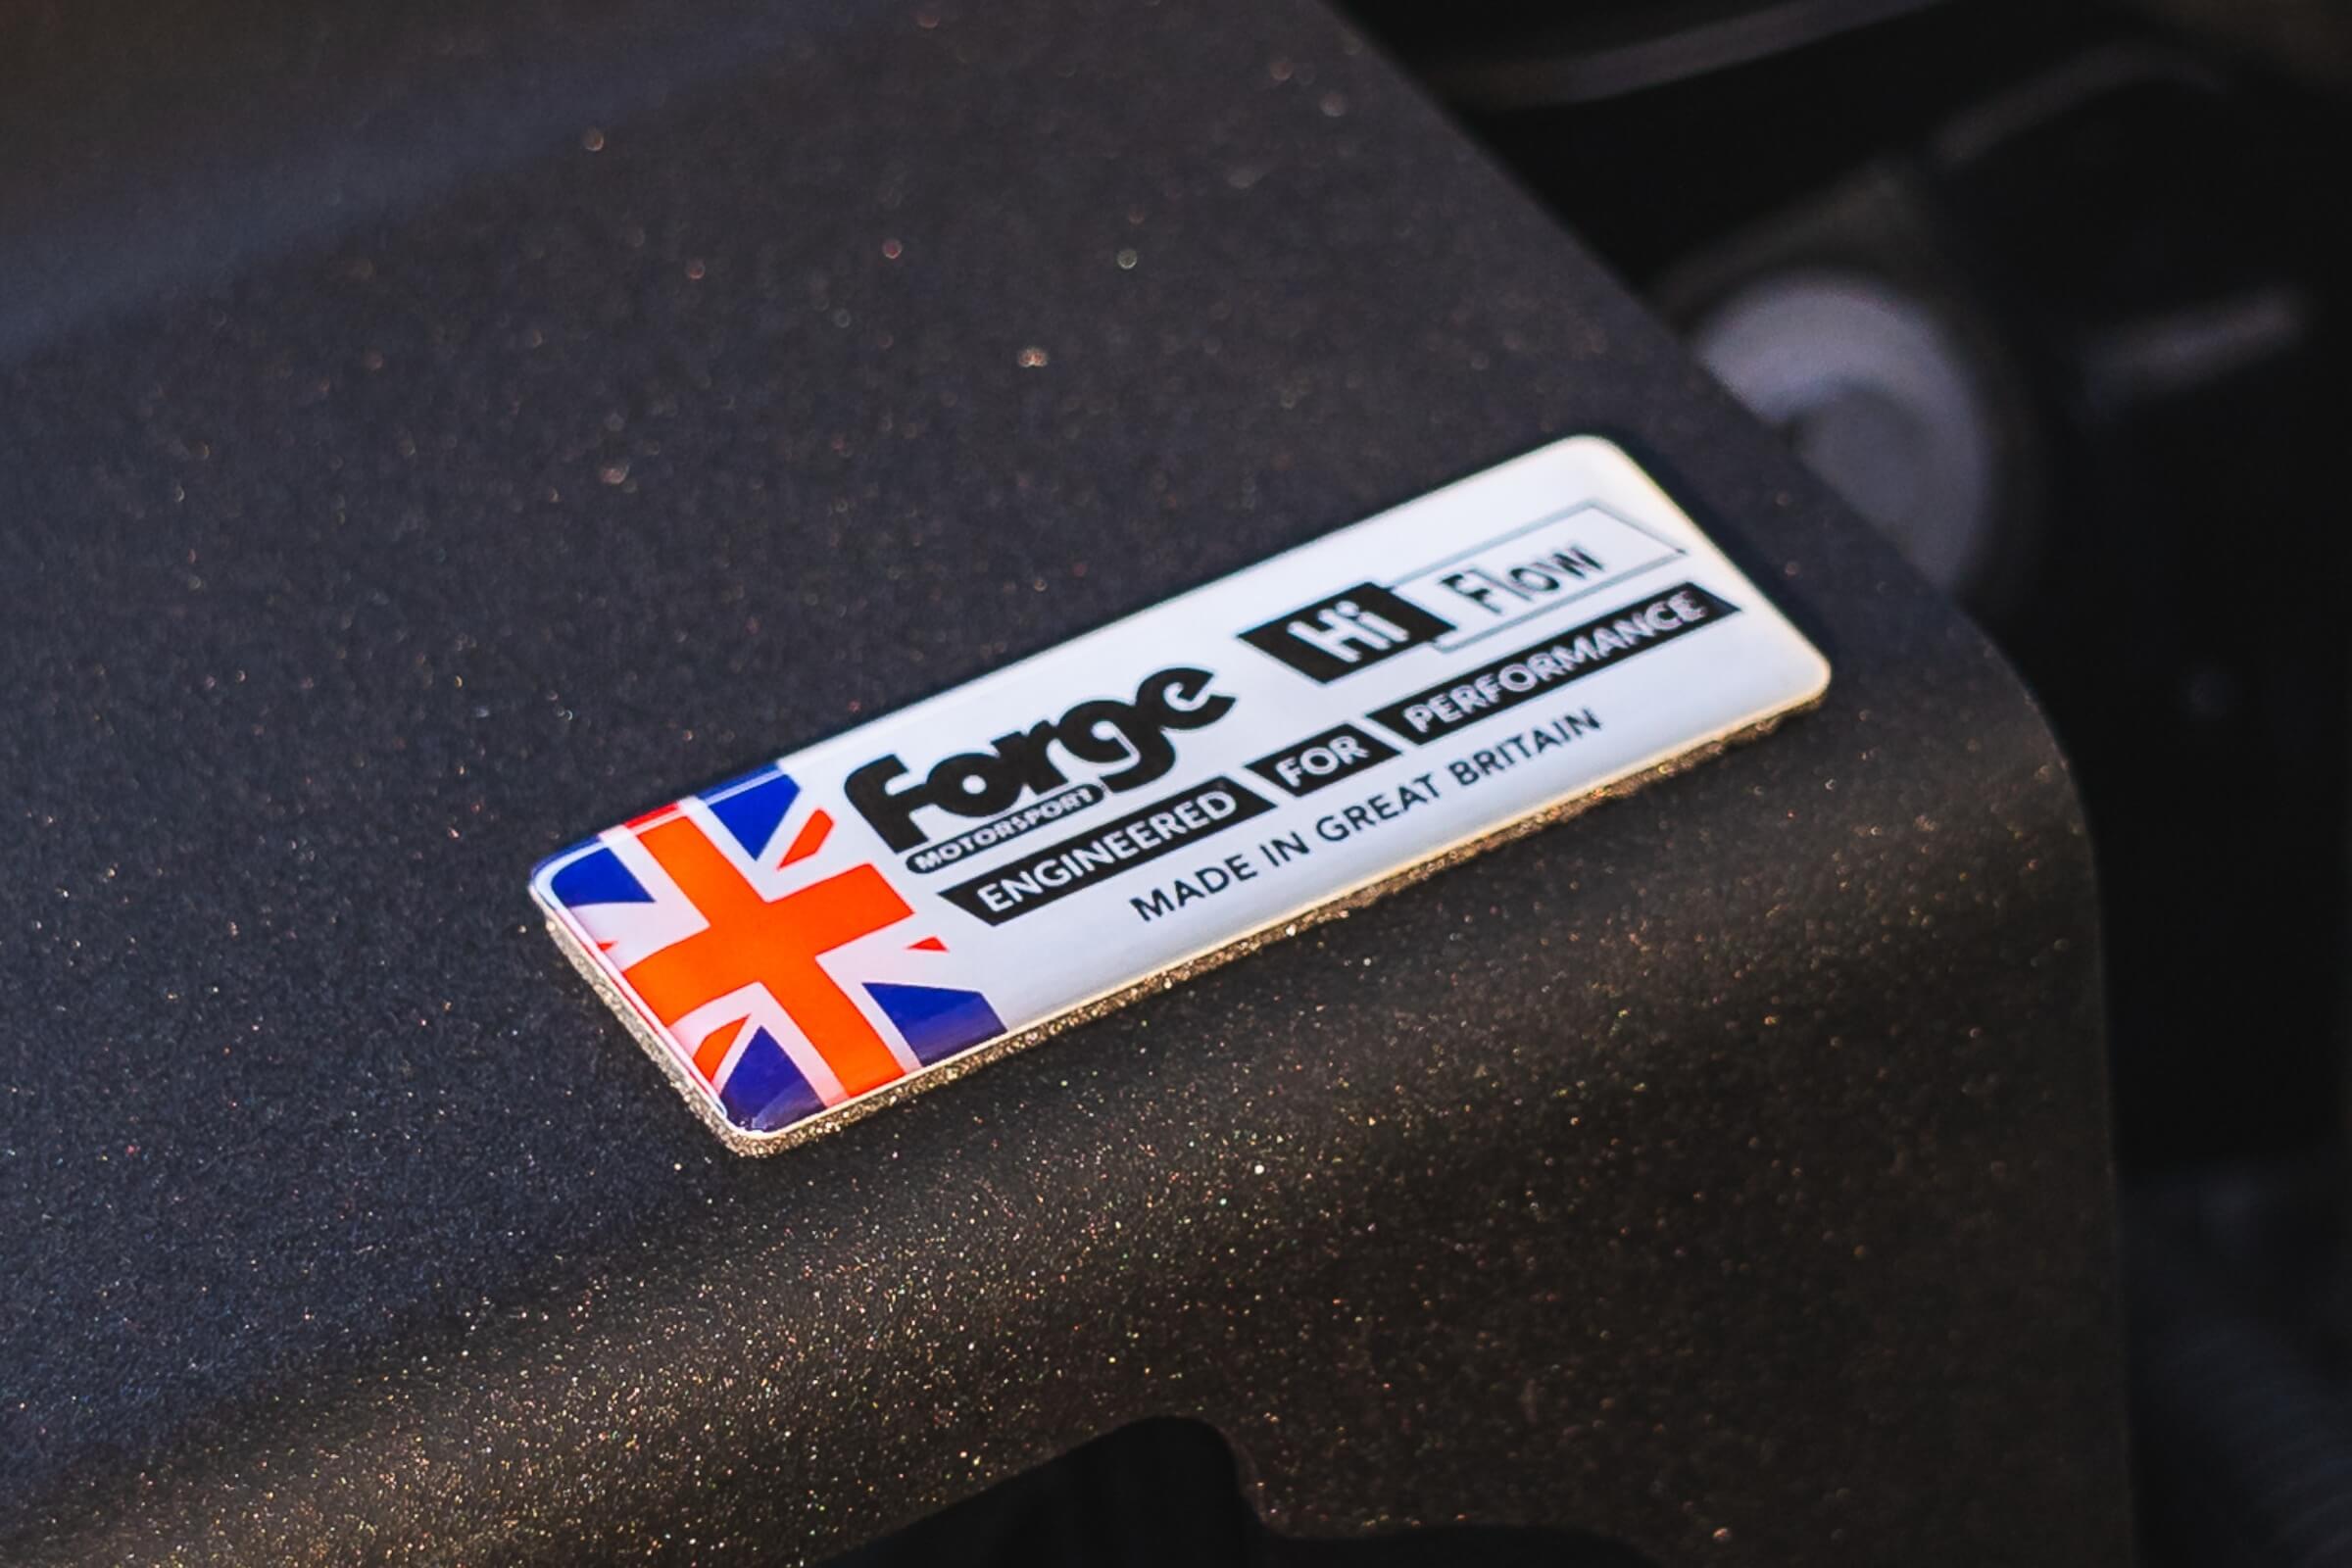 Forge Hi Flow
MOTORSPORT
ENGINEERED FOR PERFORMANCE
MADE IN GREAT BRITAIN